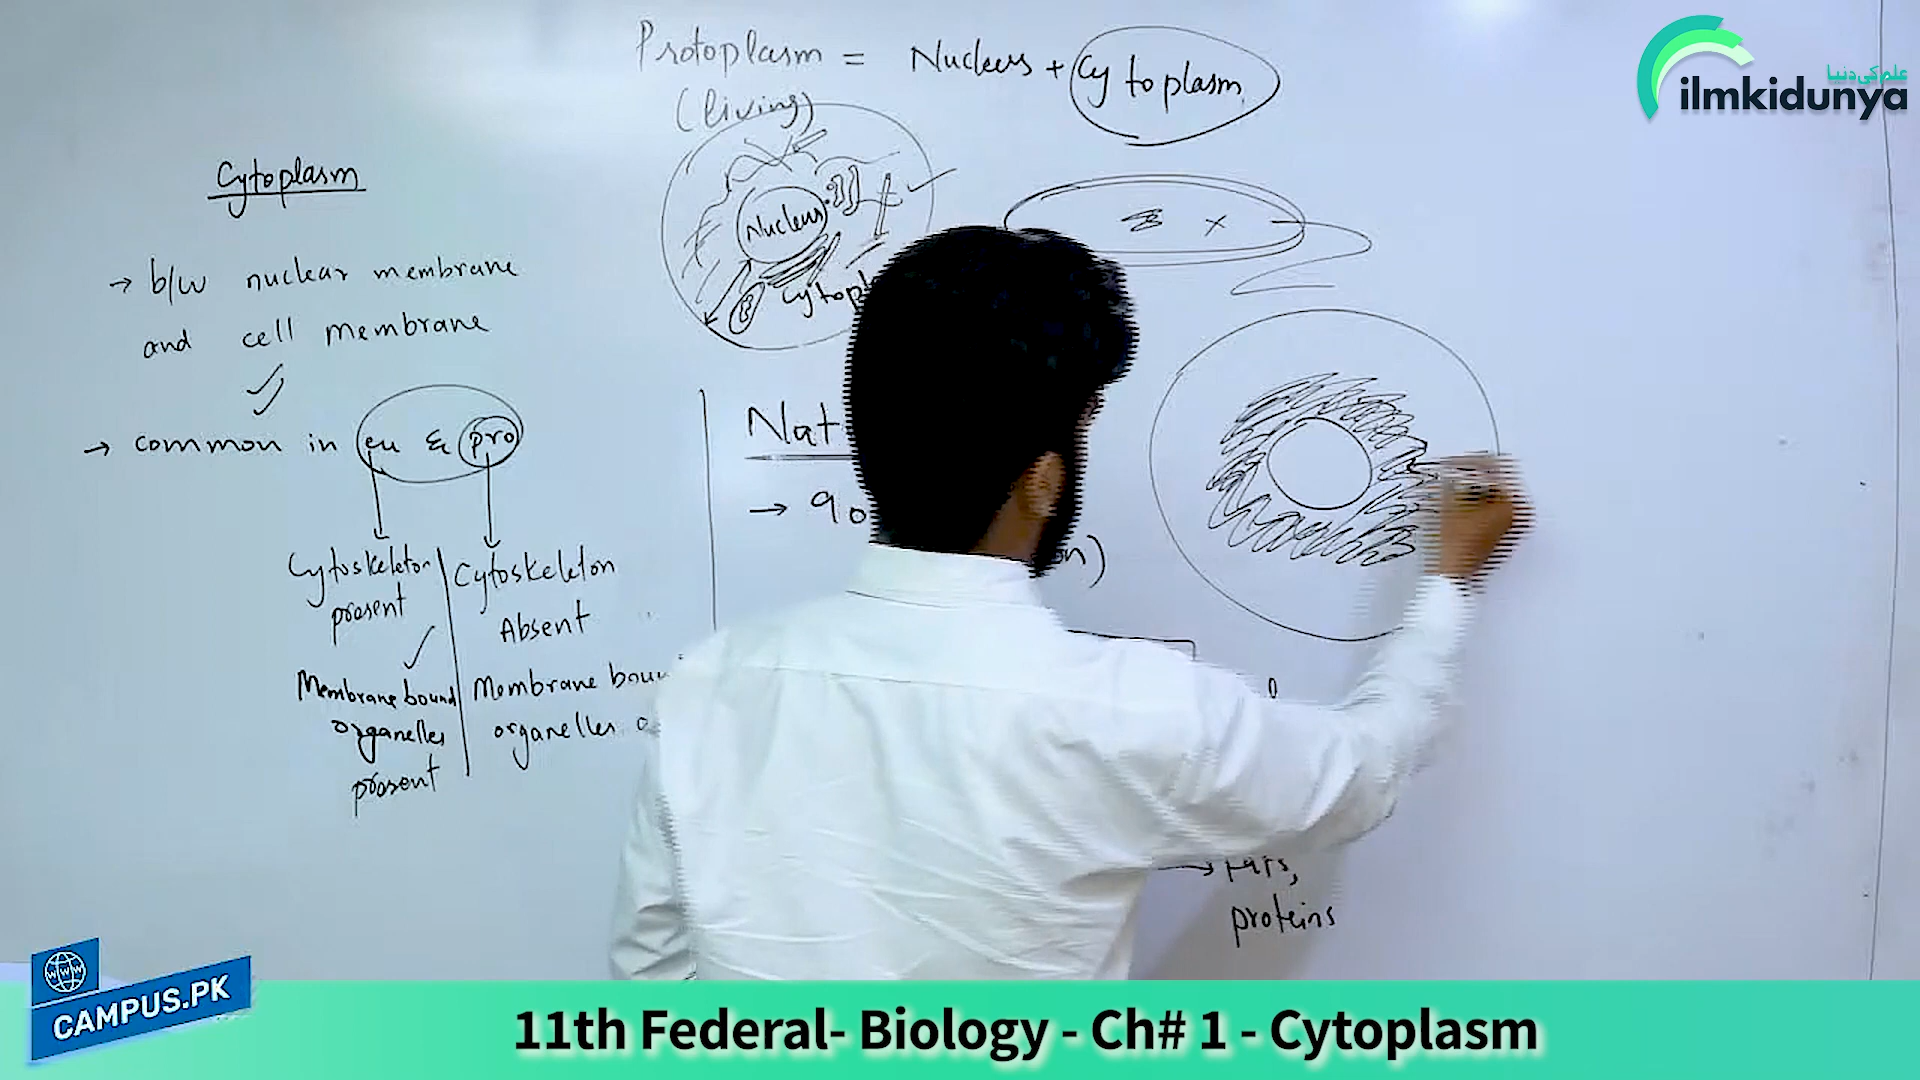 Protoplasm = Nucleus + Cytoplasm
(living)
علم کی دنیا
ilmkidunya
Cytoplasm
→ b/w nuclear membrane
and cell membrane
→ common in eu & pro
Cytoskeleton
present
Membrane bound
organelles
present
Cytoskeleton
Absent
Membrane
organelles
Nucleus
→ 90
proteins
WWW
CAMPUS.PK
11th Federal- Biology - Ch# 1 - Cytoplasm